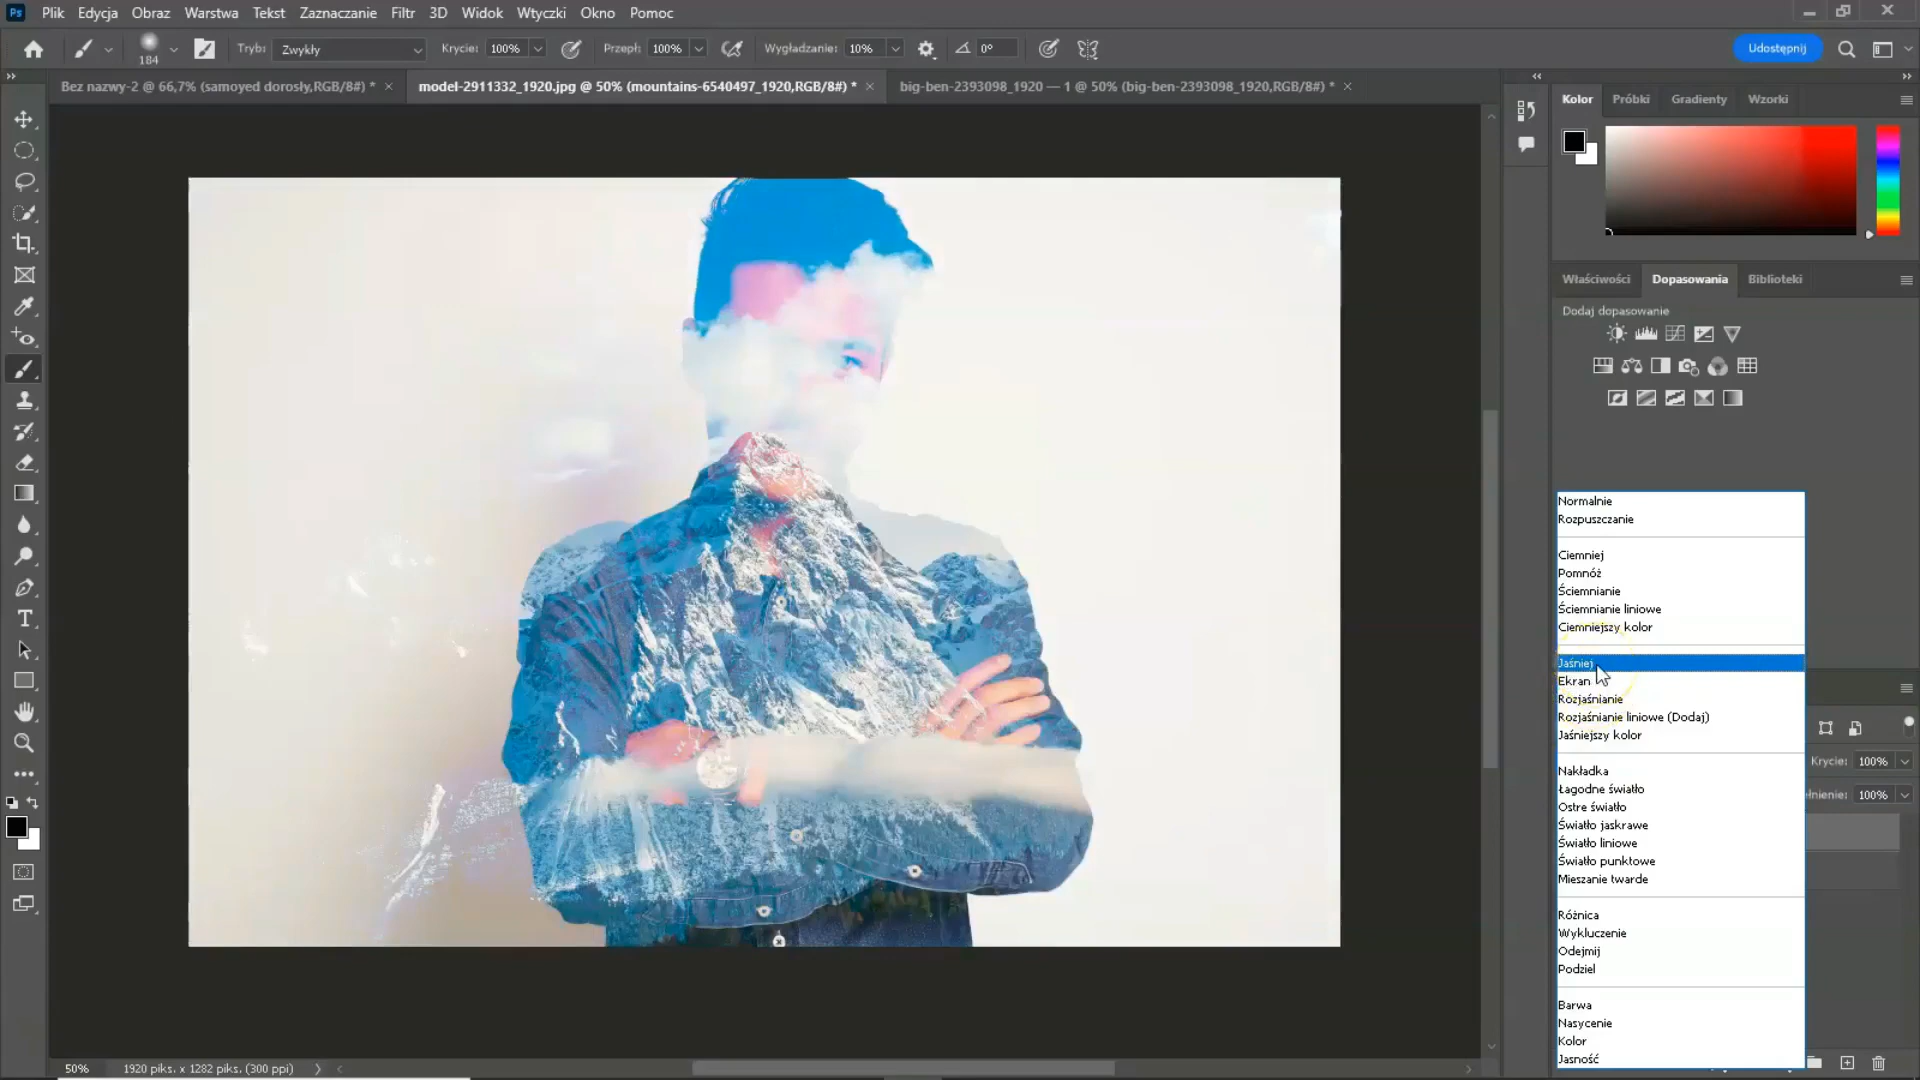 Ps Plik Edycja Obraz Warstwa Tekst Zaznaczanie Filtr 3D Widok Wtyczki Okno Pomoc
184 Tryb: Zwykły Krycie: 100% Przepł: 100% Wygładzanie: 10% 0° Udostępnij
Bez nazwy-2 @ 66,7% (samoyed dorosły,RGB/8#) * model-2911332_1920.jpg @ 50% (mountains-6540497_1920,RGB/8#) * big-ben-2393098_1920 — 1 @ 50% (big-ben-2393098_1920,RGB/8#) *
Kolor Próbki Gradienty Wzorki
Właściwości Dopasowania Biblioteki
Dodaj dopasowanie
Normalnie
Rozpuszczanie
Ciemniej
Pomnóż
Ściemnianie
Ściemnianie liniowe
Ciemniejszy kolor
Jaśniej
Ekran
Rozjaśnianie
Rozjaśnianie liniowe (Dodaj)
Jaśniejszy kolor
Krycie: 100%
Nakładka
Łagodne światło
łnienie: 100%
Ostre światło
Światło jaskrawe
Światło liniowe
Światło punktowe
Mieszanie twarde
Różnica
Wykluczenie
Odejmij
Podziel
Barwa
Nasycenie
Kolor
Jasność
50% 1920 piks. x 1282 piks. (300 ppi)